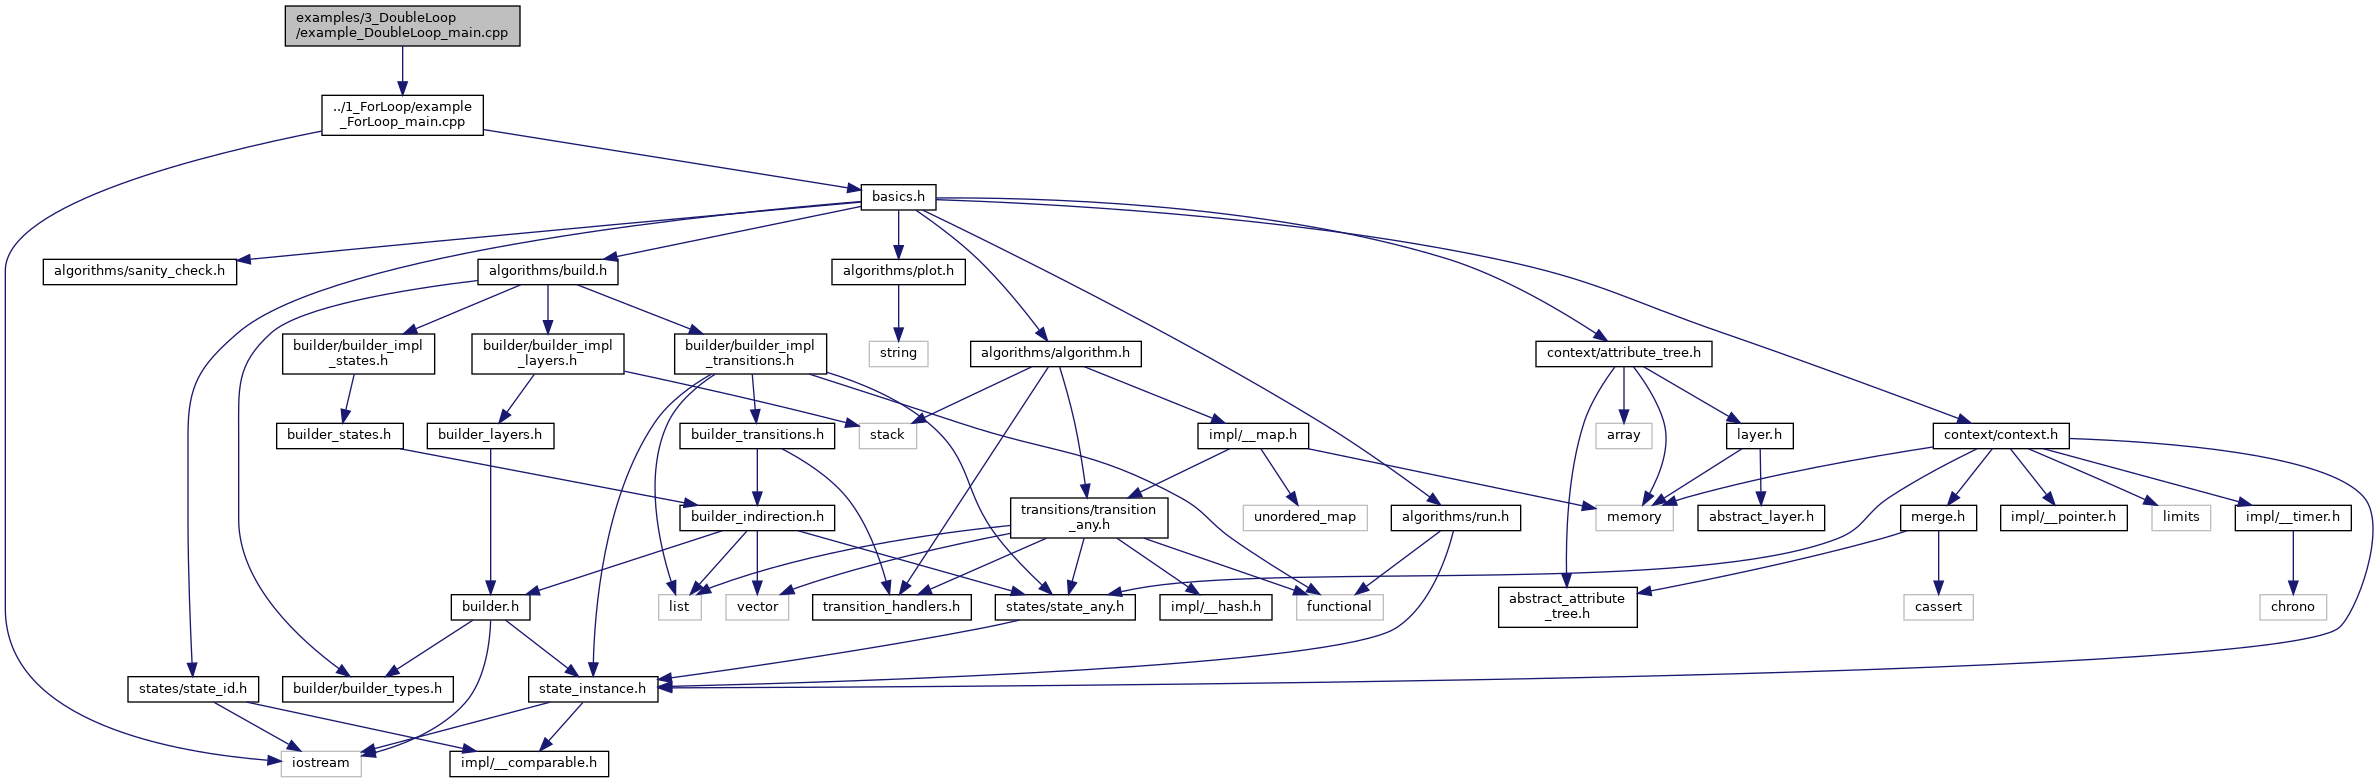 examples/3_DoubleLoop
/example_DoubleLoop_main.cpp
../1_ForLoop/example
_ForLoop_main.cpp
basics.h
algorithms/sanity_check.h
algorithms/build.h
algorithms/plot.h
builder/builder_impl
_states.h
builder/builder_impl
_layers.h
builder/builder_impl
_transitions.h
string
algorithms/algorithm.h
context/attribute_tree.h
builder_states.h
builder_layers.h
builder_transitions.h
stack
impl/__map.h
array
layer.h
context/context.h
builder_indirection.h
transitions/transition
_any.h
unordered_map
algorithms/run.h
memory
abstract_layer.h
merge.h
impl/__pointer.h
limits
impl/__timer.h
builder.h
list
vector
transition_handlers.h
states/state_any.h
impl/__hash.h
functional
abstract_attribute
_tree.h
cassert
chrono
states/state_id.h
builder/builder_types.h
state_instance.h
iostream
impl/__comparable.h